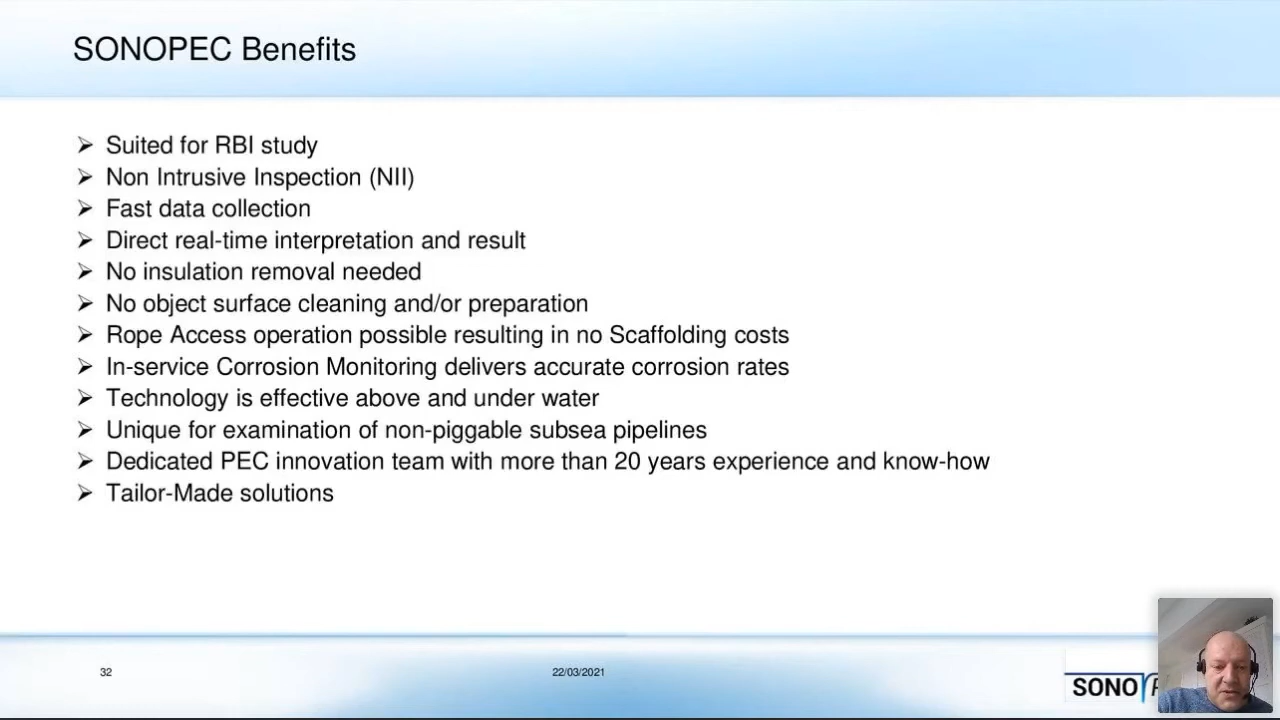 SONOPEC Benefits
Suited for RBI study
Non Intrusive Inspection (NII)
Fast data collection
Direct real-time interpretation and result
No insulation removal needed
No object surface cleaning and/or preparation
Rope Access operation possible resulting in no Scaffolding costs
In-service Corrosion Monitoring delivers accurate corrosion rates
Technology is effective above and under water
Unique for examination of non-piggable subsea pipelines
Dedicated PEC innovation team with more than 20 years experience and know-how
Tailor-Made solutions
32
22/03/2021
SONO